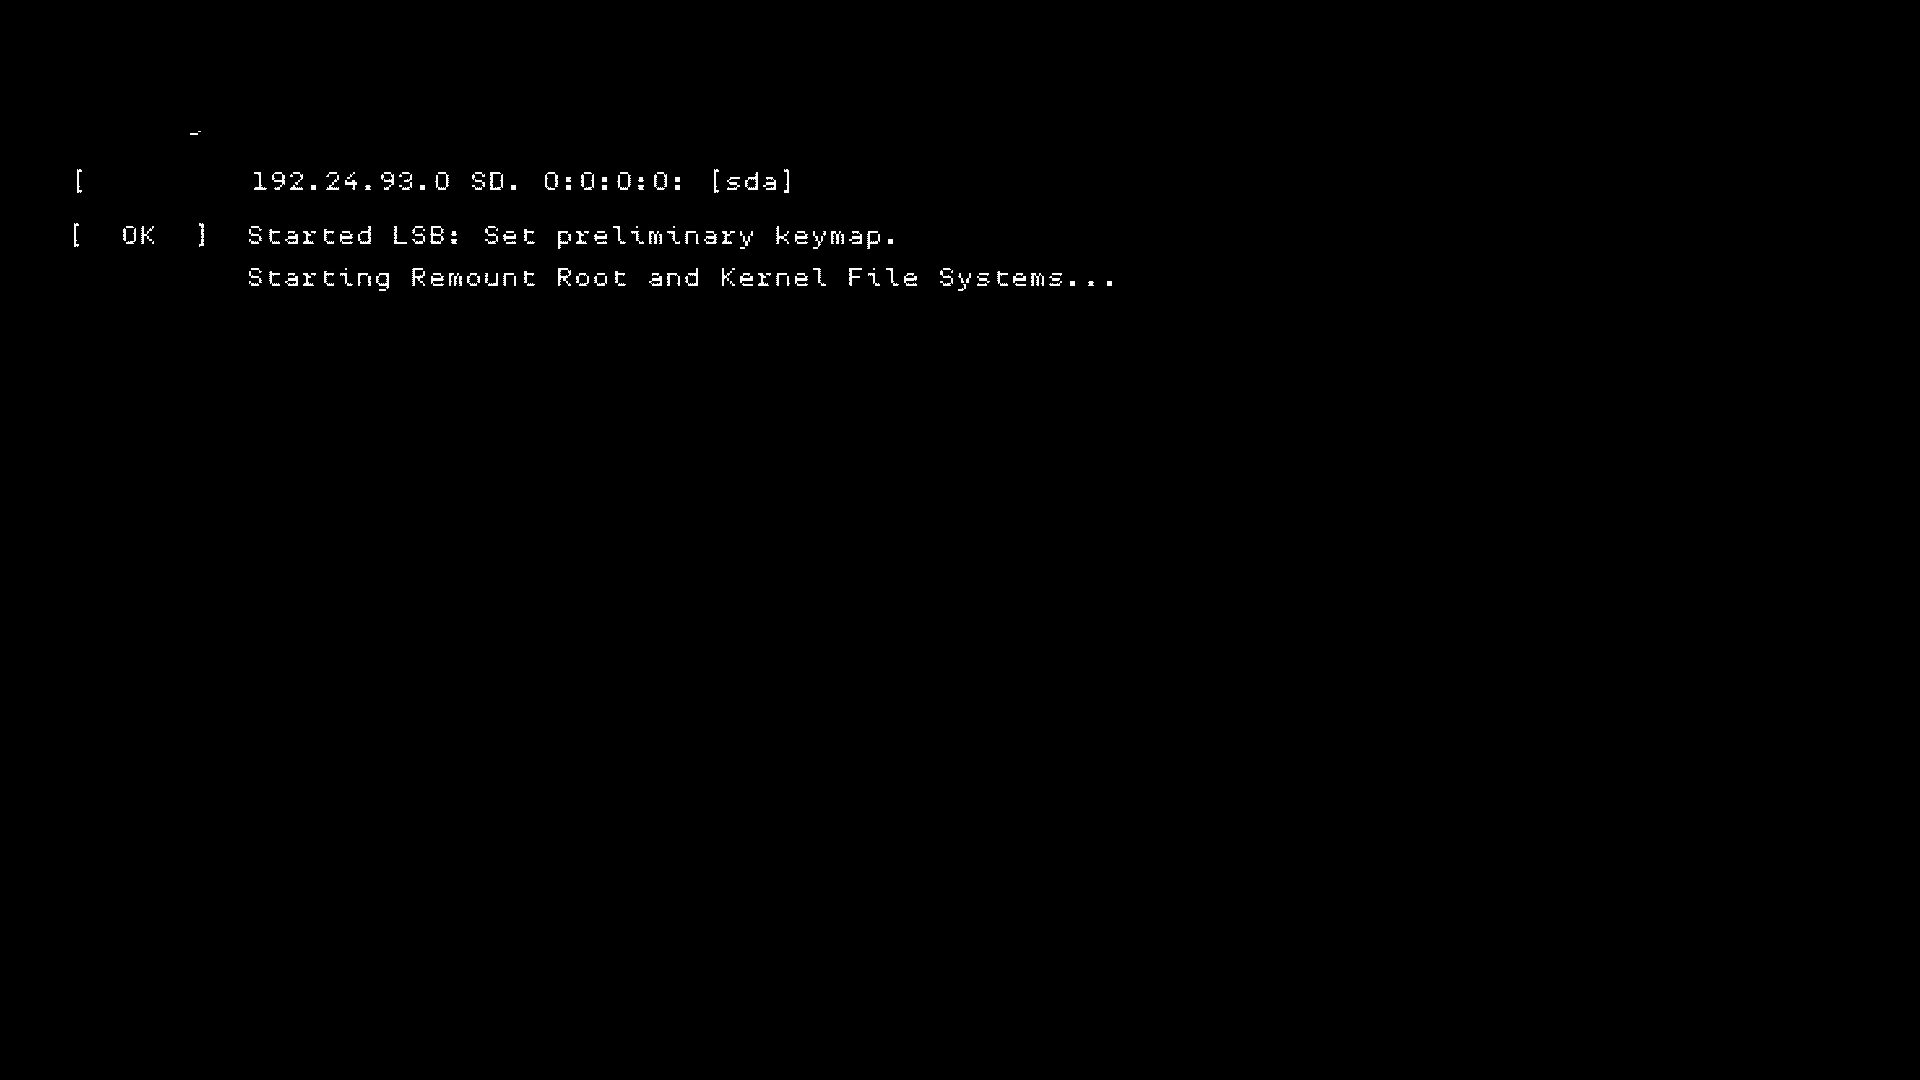 -
[ 192.24.93.0 SD. 0:0:0:0: [sda]
[ OK ] Started LSB: Set preliminary keymap.
Starting Remount Root and Kernel File Systems...